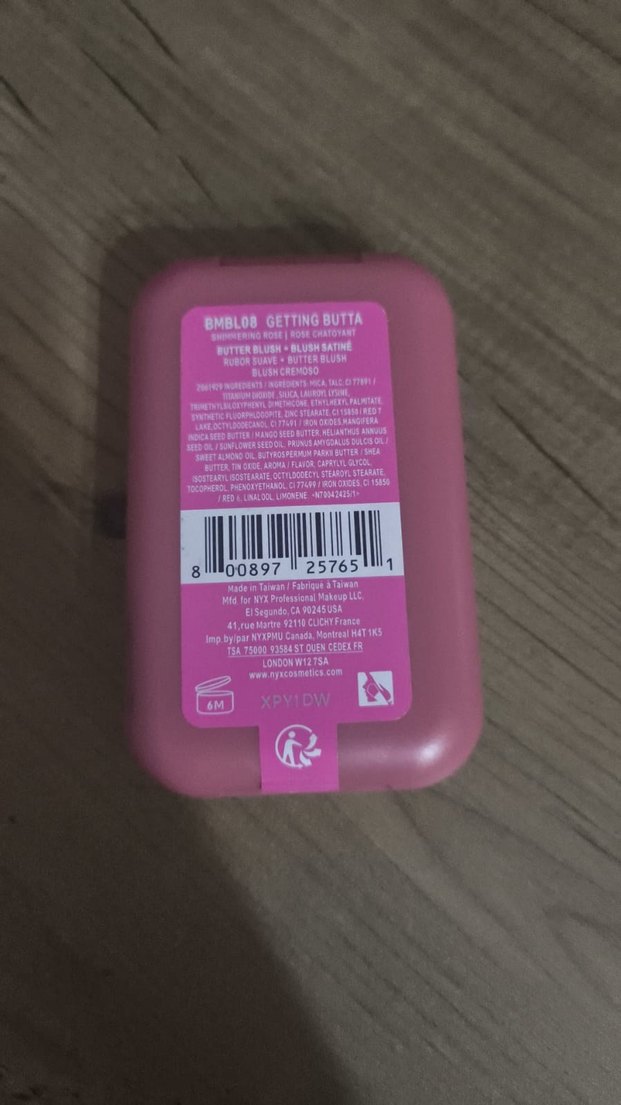 BMBL08 GETTING BUTTA
SHIMMERING ROSE | ROSE CHATOYANT
BUTTER BLUSH • BLUSH SATINÉ
RUBOR SUAVE • BUTTER BLUSH
BLUSH CREMOSO
2061929 INGREDIENTS / INGREDIENTS: MICA, TALC, CI 77891 /
TITANIUM DIOXIDE, SILICA, LAUROYL LYSINE,
TRIMETHYLSILOXYPHENYL DIMETHICONE, ETHYLHEXYL PALMITATE,
SYNTHETIC FLUORPHLOGOPITE, ZINC STEARATE, CI 15850 / RED 7
LAKE, OCTYLDODECANOL, CI 77491 / IRON OXIDES, MANGIFERA
INDICA SEED BUTTER / MANGO SEED BUTTER, HELIANTHUS ANNUUS
SEED OIL / SUNFLOWER SEED OIL, PRUNUS AMYGDALUS DULCIS OIL /
SWEET ALMOND OIL, BUTYROSPERMUM PARKII BUTTER / SHEA
BUTTER, TIN OXIDE, AROMA / FLAVOR, CAPRYLYL GLYCOL,
ISOSTEARYL ISOSTEARATE, OCTYLDODECYL STEAROYL STEARATE,
TOCOPHEROL, PHENOXYETHANOL, CI 77499 / IRON OXIDES, CI 15850
/ RED 6, LINALOOL, LIMONENE. <NT0042425/1>
8 00897 25765 1
Made in Taiwan / Fabriqué à Taiwan
Mfd. for NYX Professional Makeup LLC,
El Segundo, CA 90245 USA
41, rue Martre 92110 CLICHY France
Imp. by/par NYXPMU Canada, Montreal H4T 1K5
TSA 75000 93584 ST OUEN CEDEX FR
LONDON W12 7SA
www.nyxcosmetics.com
6M
XPY1DW